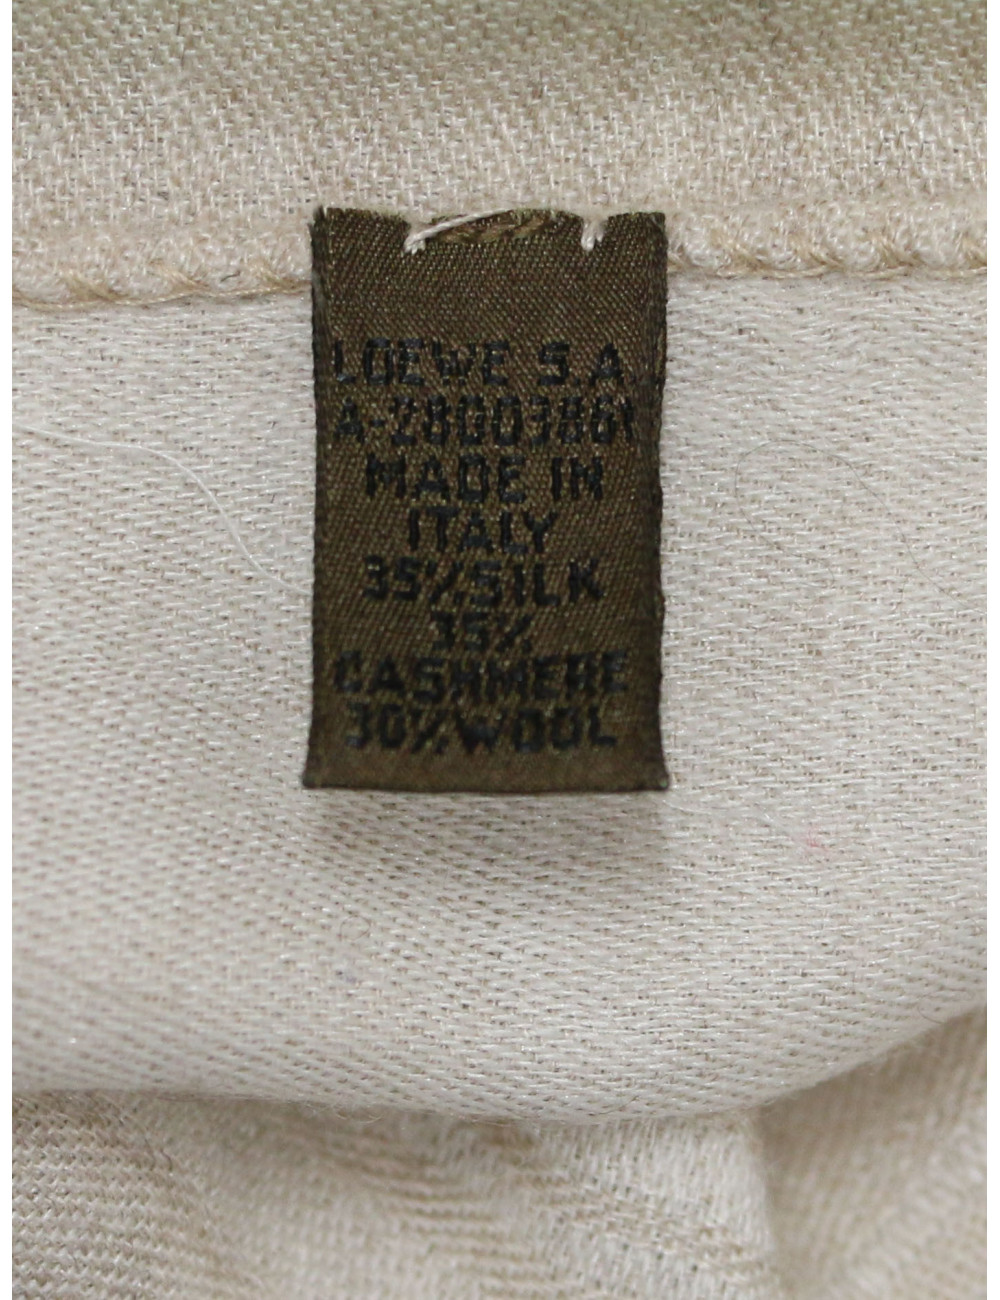 LOEWE S.A.
A-28003861
MADE IN
ITALY
35%SILK
35%
CASHMERE
30%WOOL